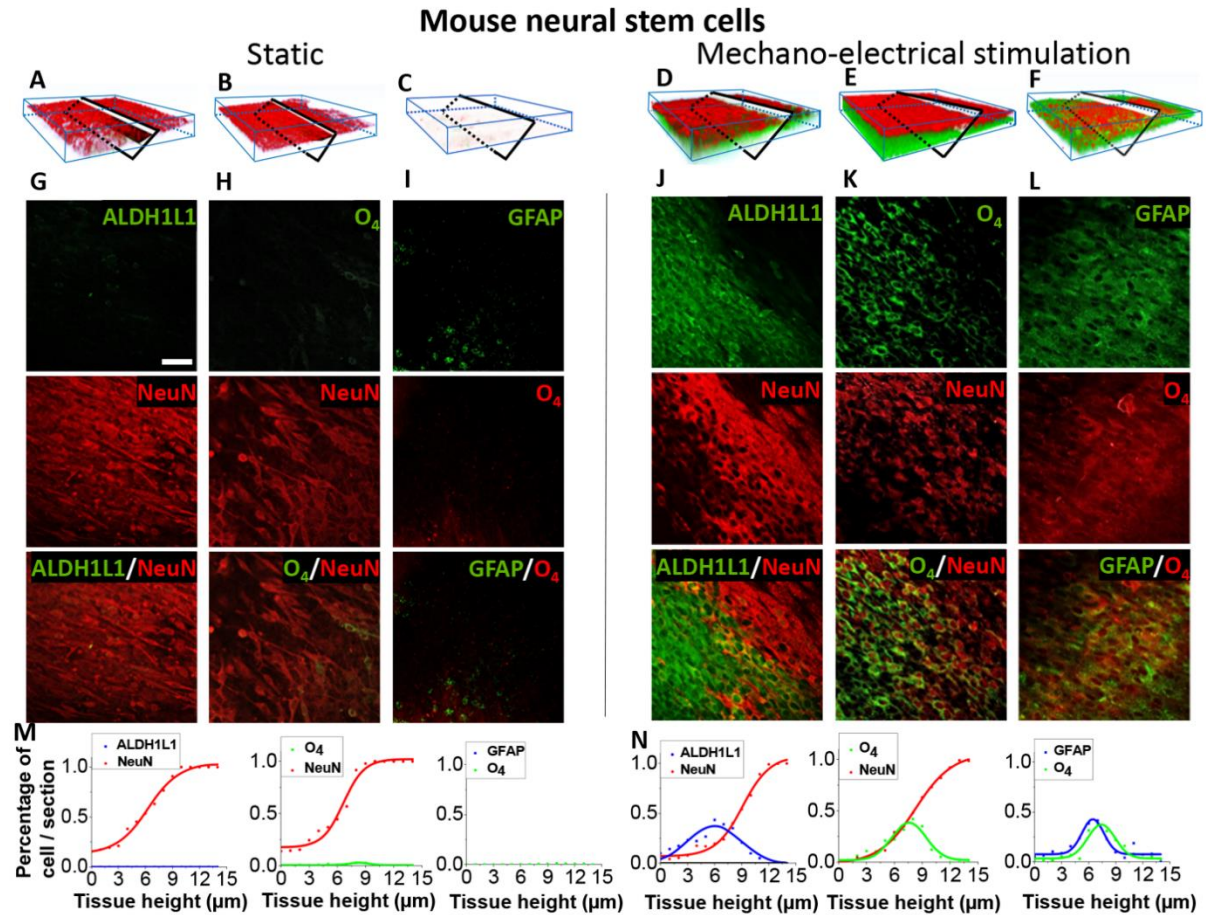 Mouse neural stem cells
Static
Mechano-electrical stimulation
A
B
C
D
E
F
G
H
I
J
K
L
ALDH1L1
O₄
GFAP
ALDH1L1
O₄
GFAP
NeuN
NeuN
O₄
NeuN
NeuN
O₄
ALDH1L1/NeuN
O₄/NeuN
GFAP/O₄
ALDH1L1/NeuN
O₄/NeuN
GFAP/O₄
M
Percentage of
cell / section
ALDH1L1
NeuN
1.0
0.5
0.0
0 3 6 9 12 15
Tissue height (µm)
O₄
NeuN
1.0
0.5
0.0
0 3 6 9 12 15
Tissue height (µm)
GFAP
O₄
1.0
0.5
0.0
0 3 6 9 12 15
Tissue height (µm)
N
ALDH1L1
NeuN
1.0
0.5
0.0
0 3 6 9 12 15
Tissue height (µm)
O₄
NeuN
1.0
0.5
0.0
0 3 6 9 12 15
Tissue height (µm)
GFAP
O₄
1.0
0.5
0.0
0 3 6 9 12 15
Tissue height (µm)